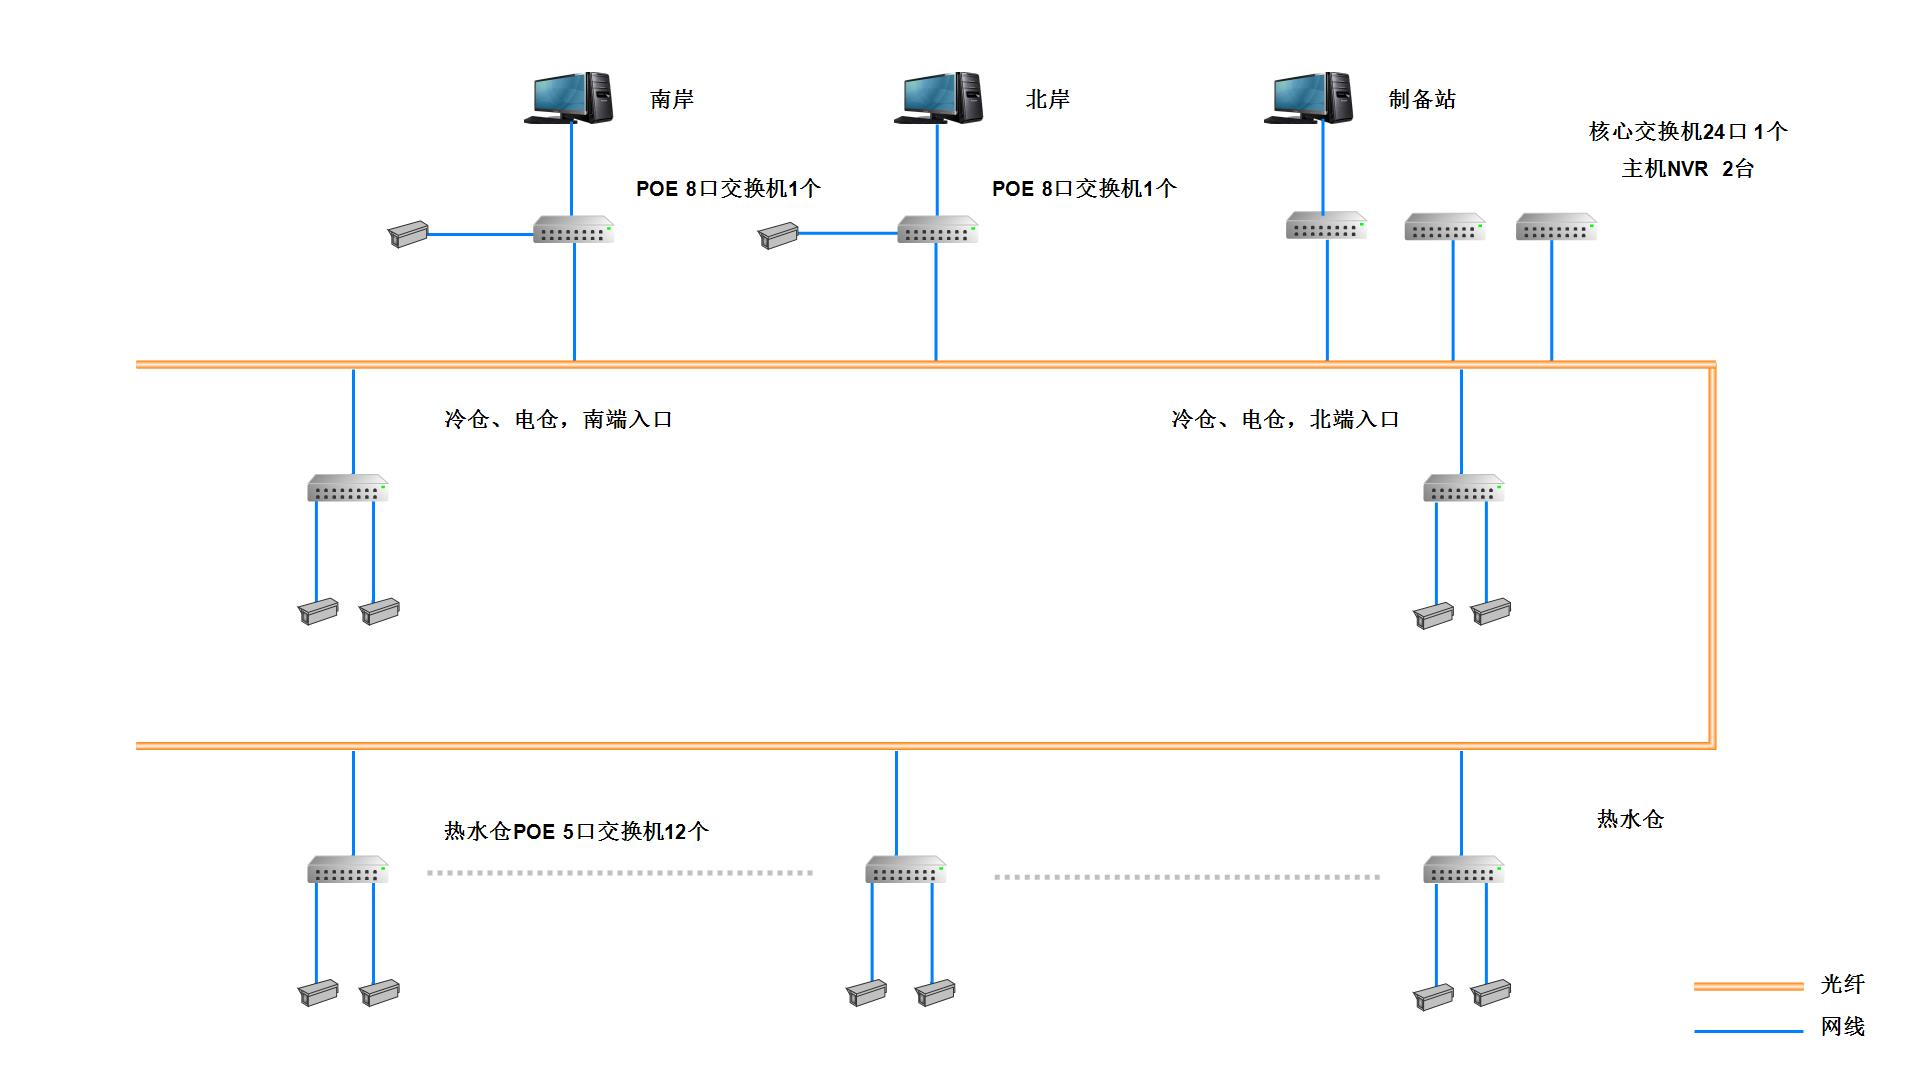 南岸
北岸
制备站
核心交换机24口 1个
主机NVR 2台
POE 8口交换机1个
POE 8口交换机1个
冷仓、电仓，南端入口
冷仓、电仓，北端入口
热水仓POE 5口交换机12个
热水仓
光纤
网线